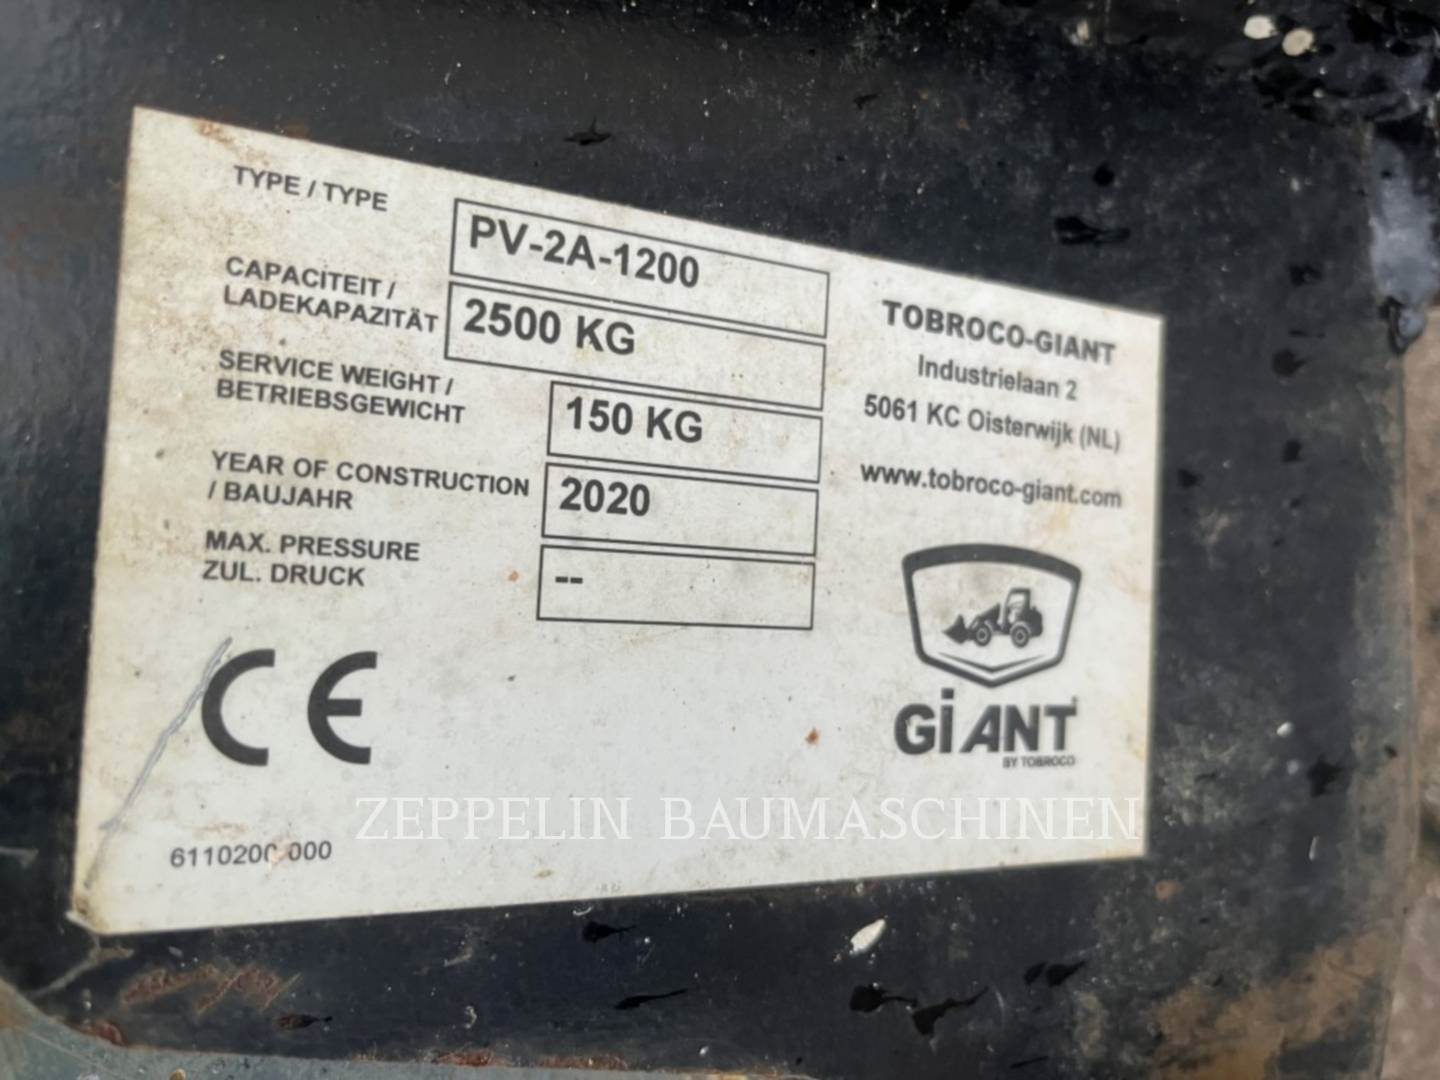 TYPE / TYPE
PV-2A-1200
CAPACITEIT /
LADEKAPAZITÄT
2500 KG
SERVICE WEIGHT /
BETRIEBSGEWICHT
150 KG
YEAR OF CONSTRUCTION
/ BAUJAHR
2020
MAX. PRESSURE
ZUL. DRUCK
--
CE
TOBROCO-GIANT
Industrielaan 2
5061 KC Oisterwijk (NL)
www.tobroco-giant.com
GiANT
BY TOBROCO
ZEPPELIN BAUMASCHINEN